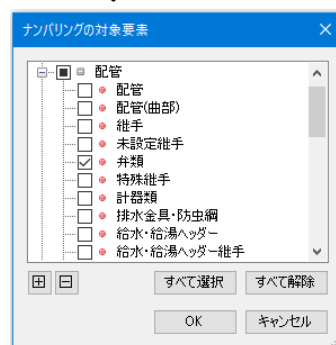 ナンバリングの対象要素
配管
配管
配管(曲部)
継手
未設定継手
弁類
特殊継手
計器類
排水金具・防虫網
給水・給湯ヘッダー
給水・給湯ヘッダー継手
すべて選択 すべて解除
OK キャンセル